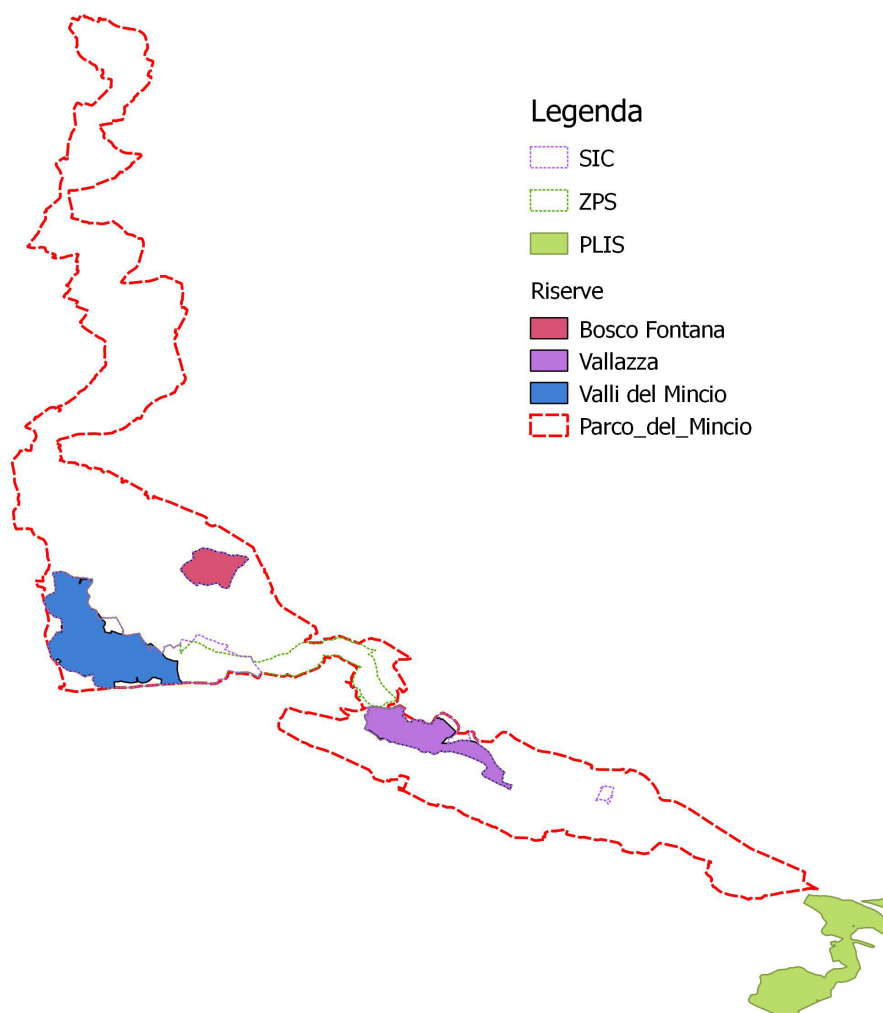 Legenda
SIC
ZPS
PLIS
Riserve
Bosco Fontana
Vallazza
Valli del Mincio
Parco_del_Mincio